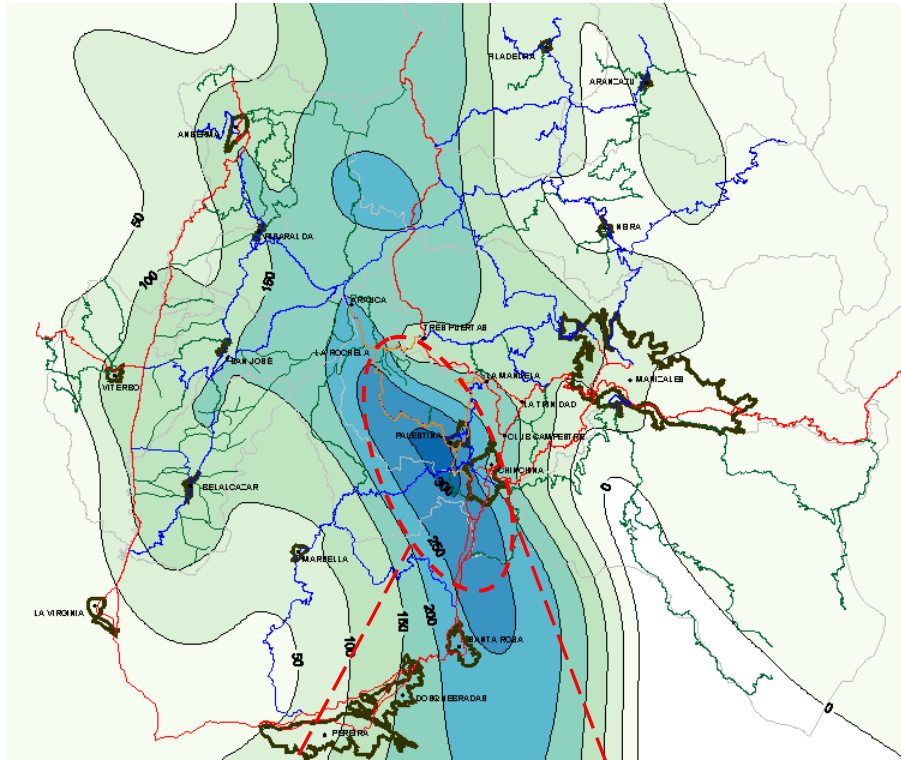 FILADELFIA
ARANZAZU
ANSERMA
50
NEIRA
RISARALDA
100
150
ARAUCA
TRES PUERTAS
LA ROCHELA
SAN JOSÉ
LA MANUELA
MANIZALES
VITERBO
LA TRINIDAD
PALESTINA
CLUB CAMPESTRE
CHINCHINA
BELALCAZAR
300
0
250
MARSELLA
LA VIRGINIA
200
150
100
50
SANTA ROSA
DOSQUEBRADAS
0
PEREIRA